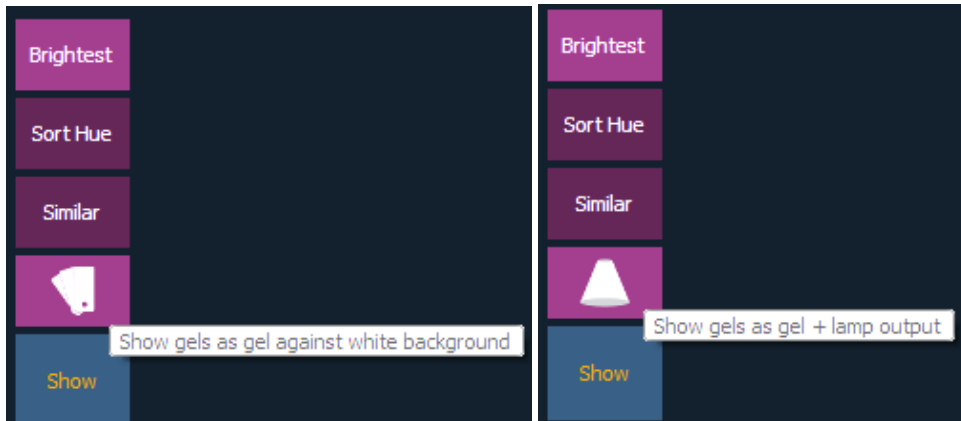 Brightest
Sort Hue
Similar
Show gels as gel against white background
Show
Brightest
Sort Hue
Similar
Show gels as gel + lamp output
Show